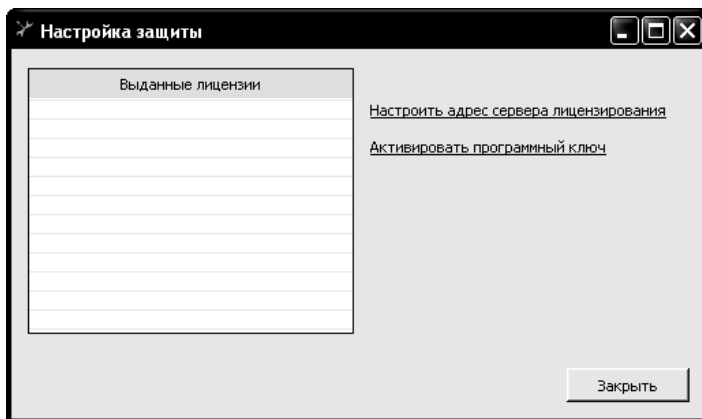 Настройка защиты
Выданные лицензии
Настроить адрес сервера лицензирования
Активировать программный ключ
Закрыть